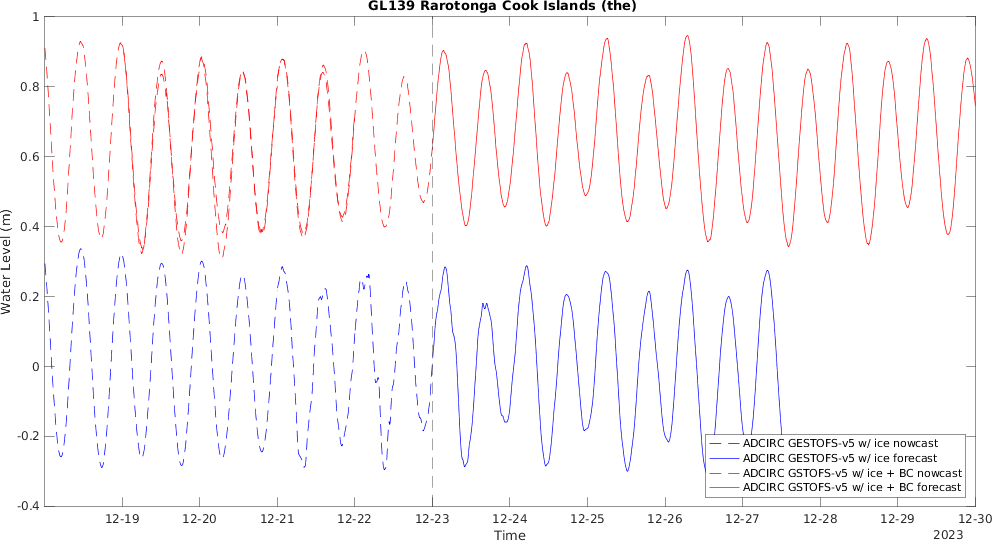 GL139 Rarotonga Cook Islands (the)
Water Level (m)
1
0.8
0.6
0.4
0.2
0
-0.2
-0.4
ADCIRC GESTOFS-v5 w/ ice nowcast
ADCIRC GESTOFS-v5 w/ ice forecast
ADCIRC GSTOFS-v5 w/ ice + BC nowcast
ADCIRC GSTOFS-v5 w/ ice + BC forecast
12-19 12-20 12-21 12-22 12-23 12-24 12-25 12-26 12-27 12-28 12-29 12-30
Time
2023